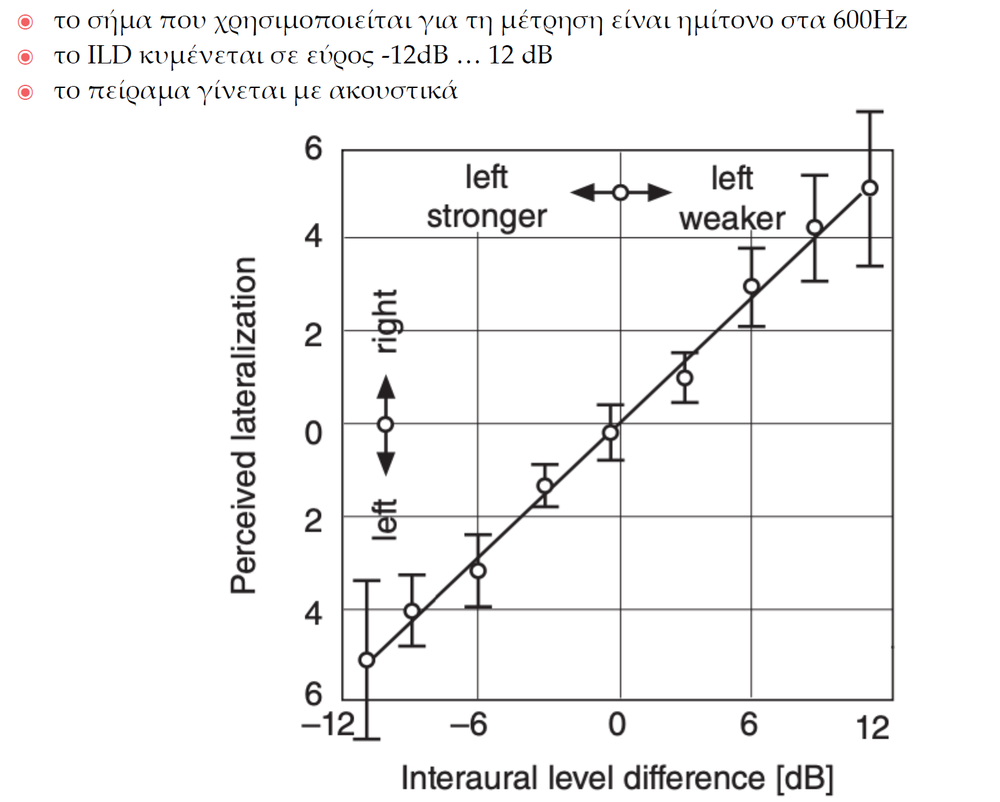 το σήμα που χρησιμοποιείται για τη μέτρηση είναι ημίτονο στα 600Hz
το ILD κυμένεται σε εύρος -12dB … 12 dB
το πείραμα γίνεται με ακουστικά
6
left
stronger
left
weaker
4
Perceived lateralization
right
2
0
left
2
4
6
–12
–6
0
6
12
Interaural level difference [dB]